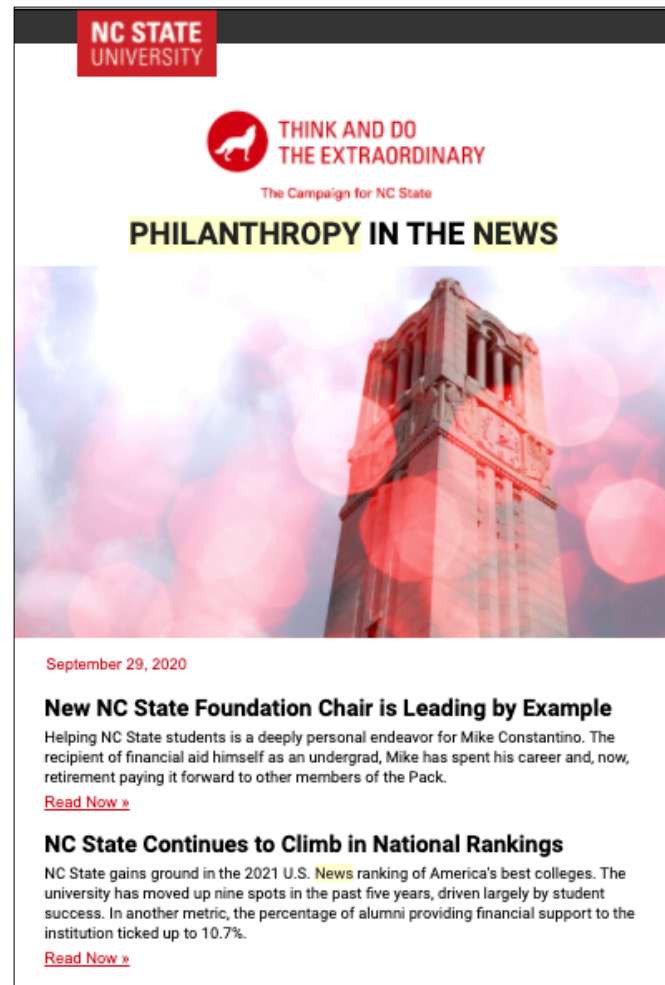 NC STATE
UNIVERSITY
THINK AND DO
THE EXTRAORDINARY
The Campaign for NC State
PHILANTHROPY IN THE NEWS
September 29, 2020
New NC State Foundation Chair is Leading by Example
Helping NC State students is a deeply personal endeavor for Mike Constantino. The
recipient of financial aid himself as an undergrad, Mike has spent his career and, now,
retirement paying it forward to other members of the Pack.
Read Now »
NC State Continues to Climb in National Rankings
NC State gains ground in the 2021 U.S. News ranking of America's best colleges. The
university has moved up nine spots in the past five years, driven largely by student
success. In another metric, the percentage of alumni providing financial support to the
institution ticked up to 10.7%.
Read Now »